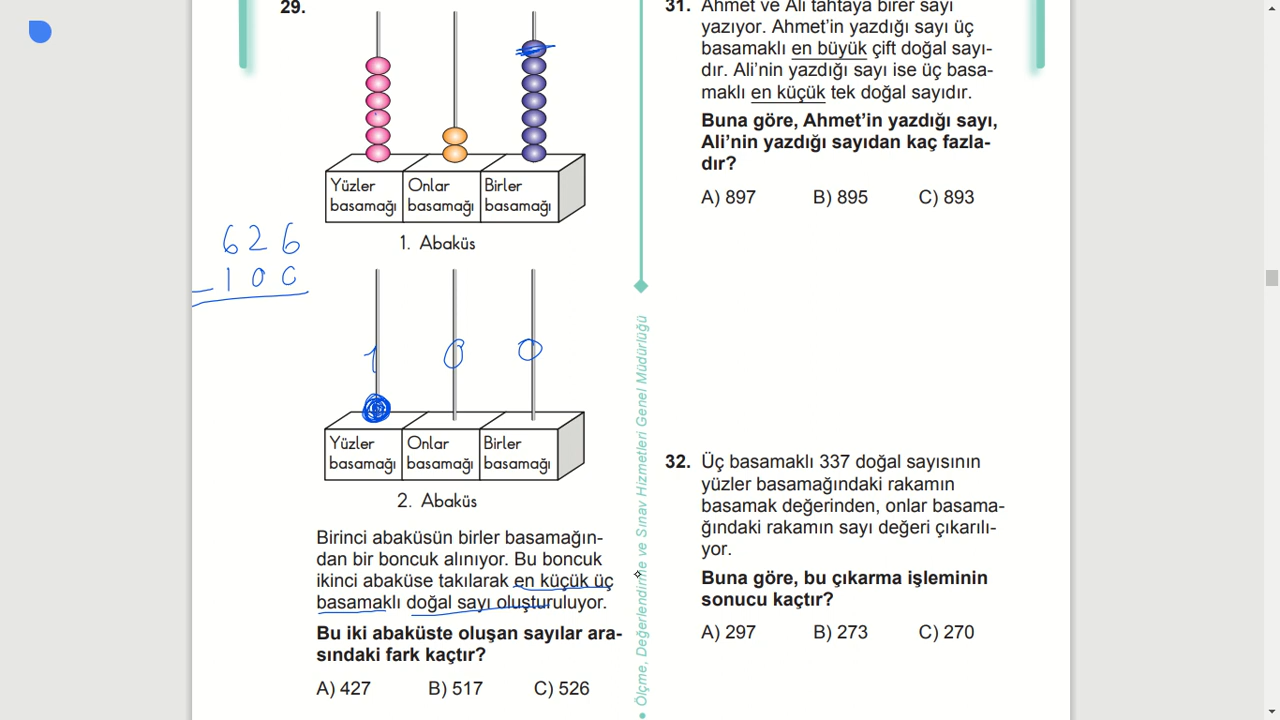 29.
Yüzler basamağı
Onlar basamağı
Birler basamağı
1. Abaküs
626
- 100
1 0 0
Yüzler basamağı
Onlar basamağı
Birler basamağı
2. Abaküs
Birinci abaküsün birler basamağın-
dan bir boncuk alınıyor. Bu boncuk
ikinci abaküse takılarak en küçük üç
basamaklı doğal sayı oluşturuluyor.
Bu iki abaküste oluşan sayılar ara-
sındaki fark kaçtır?
A) 427 B) 517 C) 526
• Ölçme, Değerlendirme ve Sınav Hizmetleri Genel Müdürlüğü
31. Ahmet ve Ali tahtaya birer sayı
yazıyor. Ahmet’in yazdığı sayı üç
basamaklı en büyük çift doğal sayı-
dır. Ali’nin yazdığı sayı ise üç basa-
maklı en küçük tek doğal sayıdır.
Buna göre, Ahmet’in yazdığı sayı,
Ali’nin yazdığı sayıdan kaç fazla-
dır?
A) 897 B) 895 C) 893
32. Üç basamaklı 337 doğal sayısının
yüzler basamağındaki rakamın
basamak değerinden, onlar basama-
ğındaki rakamın sayı değeri çıkarılı-
yor.
Buna göre, bu çıkarma işleminin
sonucu kaçtır?
A) 297 B) 273 C) 270